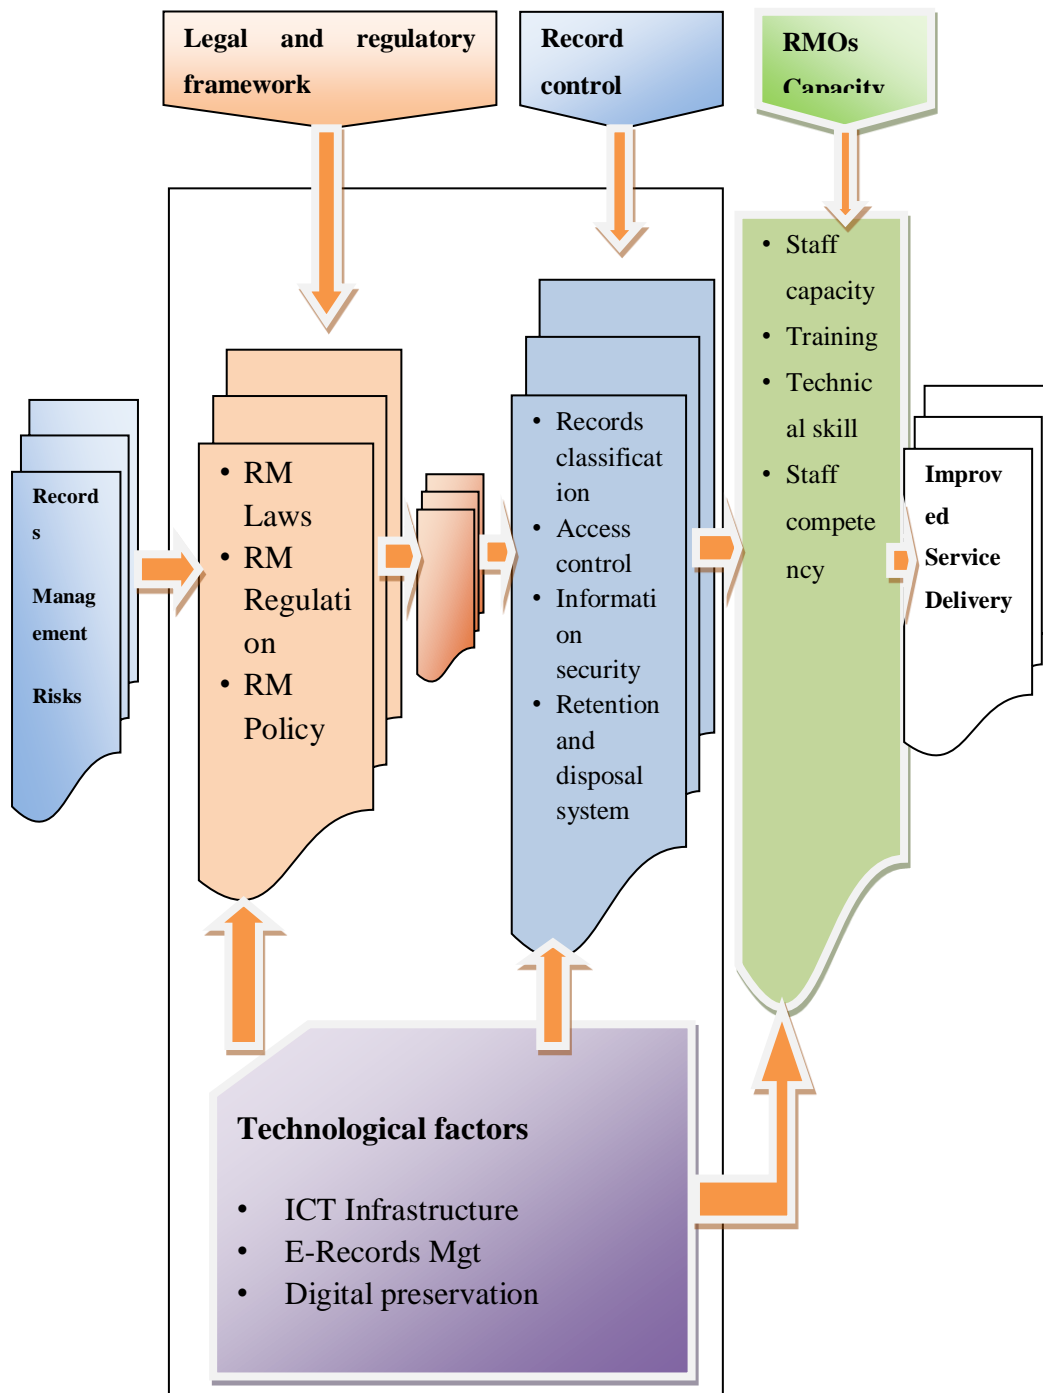 Legal and regulatory
framework
Record
control
RMOs
Capacity
Record
s
Manag
ement
Risks
• RM
Laws
• RM
Regulati
on
• RM
Policy
• Records
classificat
ion
• Access
control
• Informati
on
security
• Retention
and
disposal
system
• Staff
capacity
• Training
• Technic
al skill
• Staff
compete
ncy
Improv
ed
Service
Delivery
Technological factors
• ICT Infrastructure
• E-Records Mgt
• Digital preservation